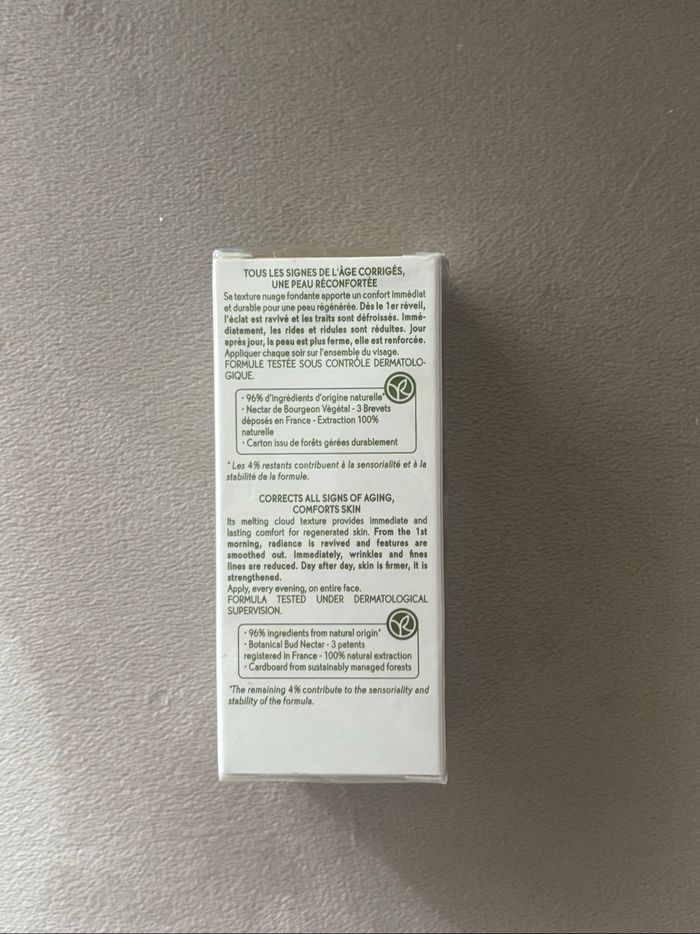 TOUS LES SIGNES DE L'ÂGE CORRIGÉS,
UNE PEAU RÉCONFORTÉE
Sa texture nuage fondante apporte un confort immédiat
et durable pour une peau régénérée. Dès le 1er réveil,
l'éclat est ravivé et les traits sont défroissés. Immé-
diatement, les rides et ridules sont réduites. Jour
après jour, la peau est plus ferme, elle est renforcée.
Appliquer chaque soir sur l'ensemble du visage.
FORMULE TESTÉE SOUS CONTRÔLE DERMATOLO-
GIQUE.
· 96% d'ingrédients d'origine naturelle*
· Nectar de Bourgeon Végétal - 3 Brevets
déposés en France - Extraction 100%
naturelle
· Carton issu de forêts gérées durablement
* Les 4% restants contribuent à la sensorialité et à la
stabilité de la formule.
CORRECTS ALL SIGNS OF AGING,
COMFORTS SKIN
Its melting cloud texture provides immediate and
lasting comfort for regenerated skin. From the 1st
morning, radiance is revived and features are
smoothed out. Immediately, wrinkles and fines
lines are reduced. Day after day, skin is firmer, it is
strengthened.
Apply, every evening, on entire face.
FORMULA TESTED UNDER DERMATOLOGICAL
SUPERVISION.
· 96% ingredients from natural origin*
· Botanical Bud Nectar - 3 patents
registered in France - 100% natural extraction
· Cardboard from sustainably managed forests
*The remaining 4% contribute to the sensoriality and
stability of the formula.